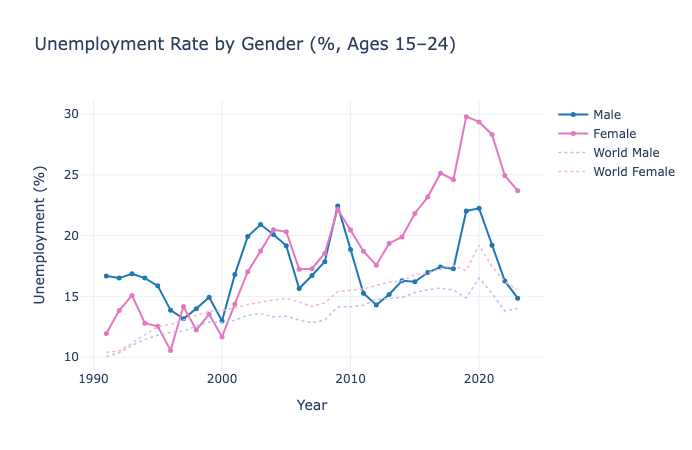 Unemployment Rate by Gender (%, Ages 15–24)
Unemployment (%)
30
25
20
15
10
1990
2000
2010
2020
Year
Male
Female
World Male
World Female